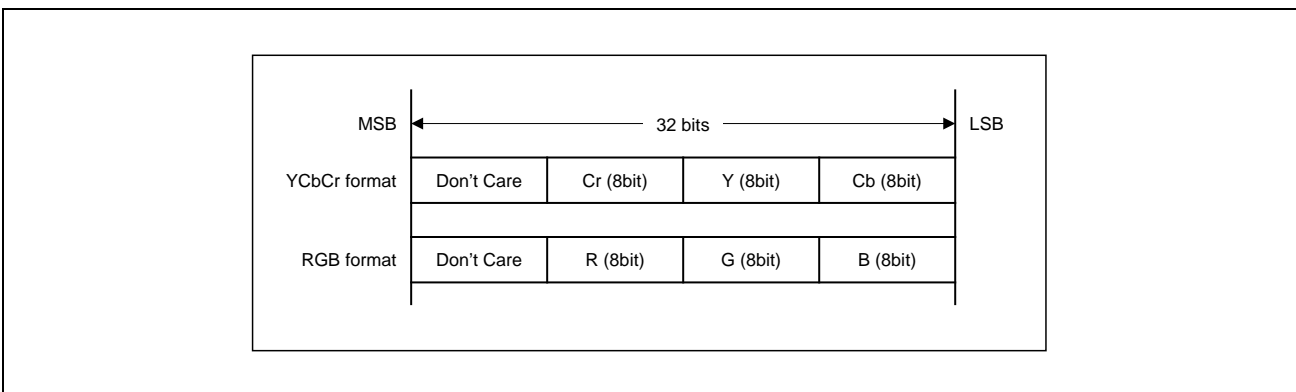 MSB 32 bits LSB
YCbCr format Don't Care Cr (8bit) Y (8bit) Cb (8bit)
RGB format Don't Care R (8bit) G (8bit) B (8bit)